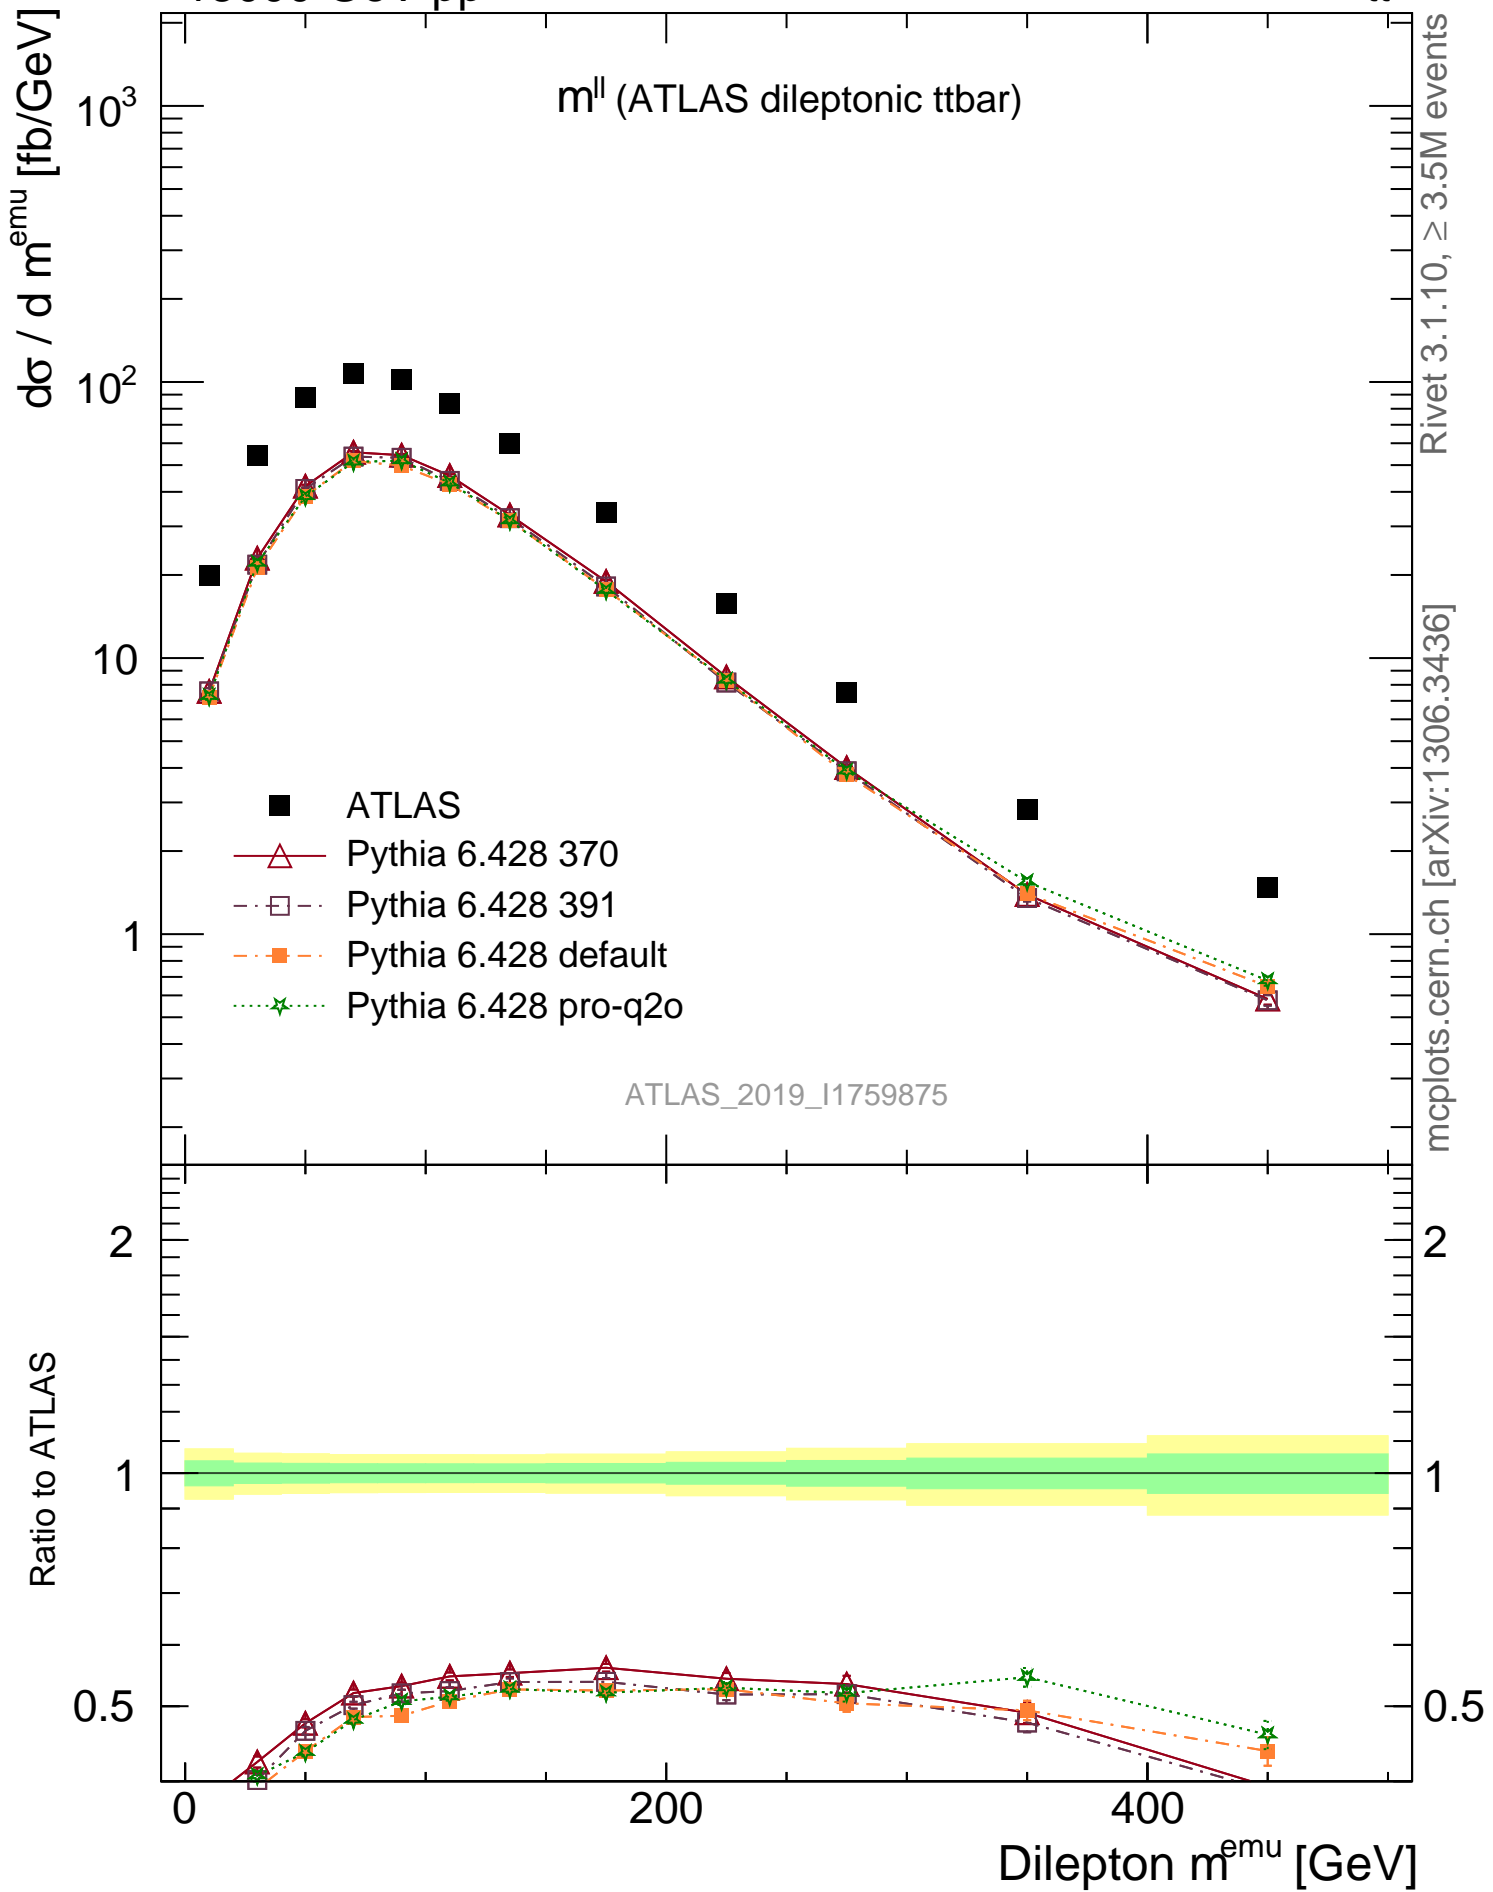 m^ll (ATLAS dileptonic ttbar)
dσ / d m^emu [fb/GeV]
10^3
10^2
10
1
ATLAS
Pythia 6.428 370
Pythia 6.428 391
Pythia 6.428 default
Pythia 6.428 pro-q2o
ATLAS_2019_I1759875
Rivet 3.1.10, ≥ 3.5M events
mcplots.cern.ch [arXiv:1306.3436]
Ratio to ATLAS
2
1
0.5
2
1
0.5
0
200
400
Dilepton m^emu [GeV]